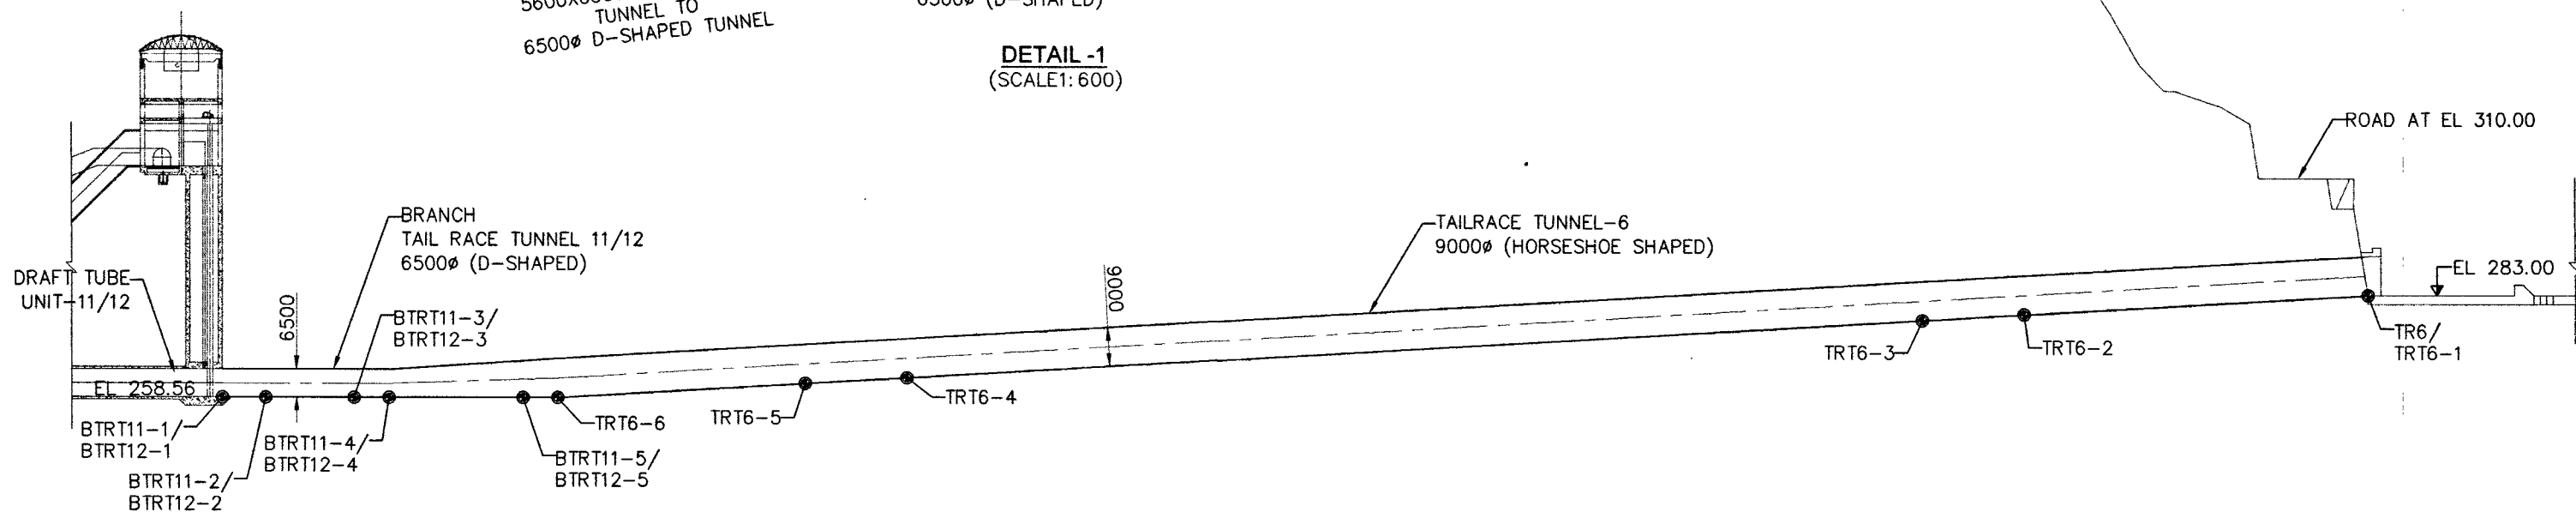 TUNNEL TO
6500ø D-SHAPED TUNNEL
6500ø (D-SHAPED)
DETAIL -1
(SCALE1:600)
ROAD AT EL 310.00
BRANCH
TAIL RACE TUNNEL 11/12
6500ø (D-SHAPED)
TAILRACE TUNNEL-6
9000ø (HORSESHOE SHAPED)
DRAFT TUBE
UNIT-11/12
EL 283.00
6500
9000
BTRT11-3/
BTRT12-3
TR6/
TRT6-1
TRT6-2
TRT6-3
EL 258.56
TRT6-4
TRT6-5
TRT6-6
BTRT11-1/
BTRT12-1
BTRT11-4/
BTRT12-4
BTRT11-5/
BTRT12-5
BTRT11-2/
BTRT12-2